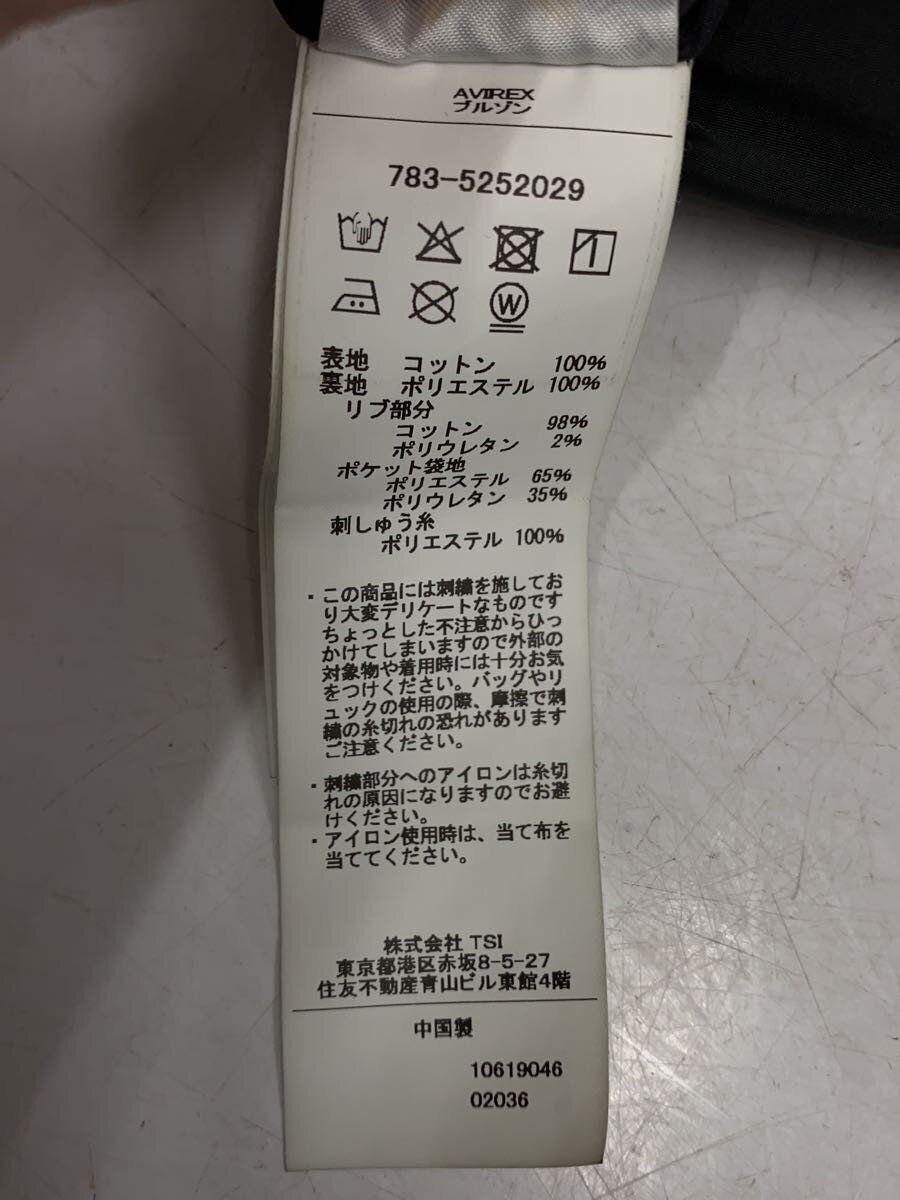 AVIREX
ブルゾン
783-5252029
W
表地 コットン 100%
裏地 ポリエステル 100%
リブ部分
コットン 98%
ポリウレタン 2%
ポケット袋地
ポリエステル 65%
ポリウレタン 35%
刺しゅう糸
ポリエステル 100%
・この商品には刺繍を施してお
り大変デリケートなものです
ちょっとした不注意からひっ
かけてしまいますので外部の
対象物や着用時には十分お気
をつけください。バッグやリ
ュックの使用の際、摩擦で刺
繍の糸切れの恐れがあります
ご注意ください。
・刺繍部分へのアイロンは糸切
れの原因になりますのでお避
けください。
・アイロン使用時は、当て布を
当ててください。
株式会社 TSI
東京都港区赤坂8-5-27
住友不動産青山ビル東館4階
中国製
10619046
02036